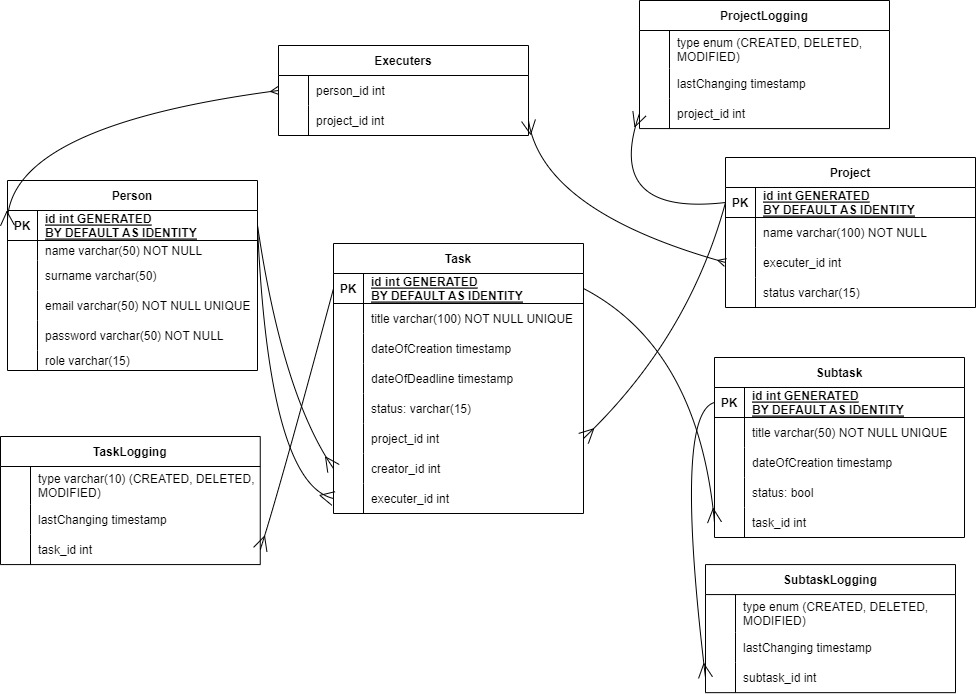 ProjectLogging
type enum (CREATED, DELETED,
MODIFIED)
lastChanging timestamp
project_id int
Executers
person_id int
project_id int
Project
PK
id int GENERATED
BY DEFAULT AS IDENTITY
name varchar(100) NOT NULL
executer_id int
status varchar(15)
Person
PK
id int GENERATED
BY DEFAULT AS IDENTITY
name varchar(50) NOT NULL
surname varchar(50)
email varchar(50) NOT NULL UNIQUE
password varchar(50) NOT NULL
role varchar(15)
Task
PK
id int GENERATED
BY DEFAULT AS IDENTITY
title varchar(100) NOT NULL UNIQUE
dateOfCreation timestamp
dateOfDeadline timestamp
status: varchar(15)
project_id int
creator_id int
executer_id int
Subtask
PK
id int GENERATED
BY DEFAULT AS IDENTITY
title varchar(50) NOT NULL UNIQUE
dateOfCreation timestamp
status: bool
task_id int
TaskLogging
type varchar(10) (CREATED, DELETED,
MODIFIED)
lastChanging timestamp
task_id int
SubtaskLogging
type enum (CREATED, DELETED,
MODIFIED)
lastChanging timestamp
subtask_id int